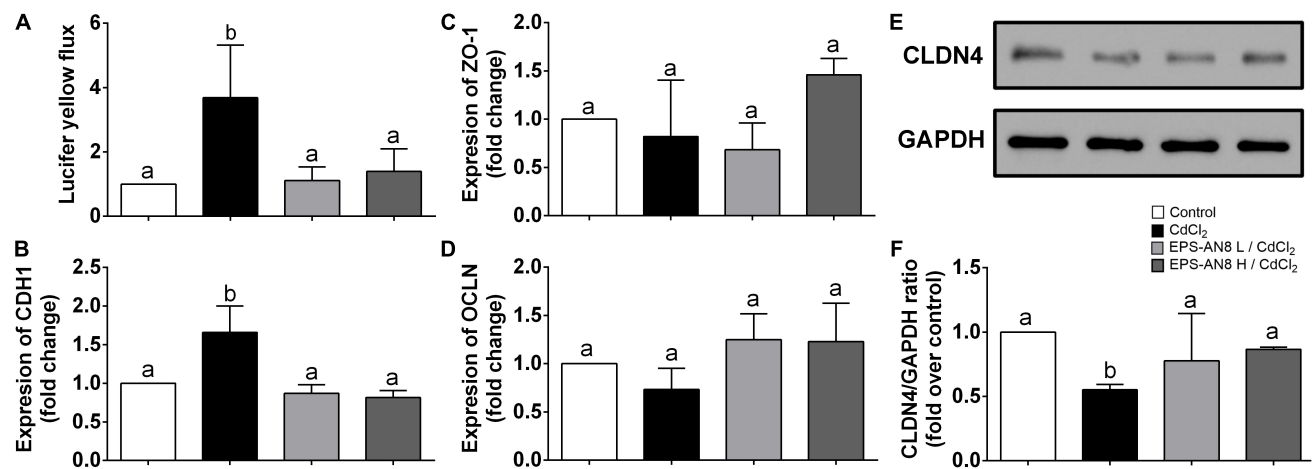 A
Lucifer yellow flux
6
4
2
0
a
b
a
a
C
Expresion of ZO-1
(fold change)
2.0
1.5
1.0
0.5
0.0
a
a
a
a
E
CLDN4
GAPDH
Control
CdCl₂
EPS-AN8 L / CdCl₂
EPS-AN8 H / CdCl₂
B
Expresion of CDH1
(fold change)
2.5
2.0
1.5
1.0
0.5
0.0
a
b
a
a
D
Expresion of OCLN
(fold change)
2.0
1.5
1.0
0.5
0.0
a
a
a
a
F
CLDN4/GAPDH ratio
(fold over control)
1.5
1.0
0.5
0.0
a
b
a
a